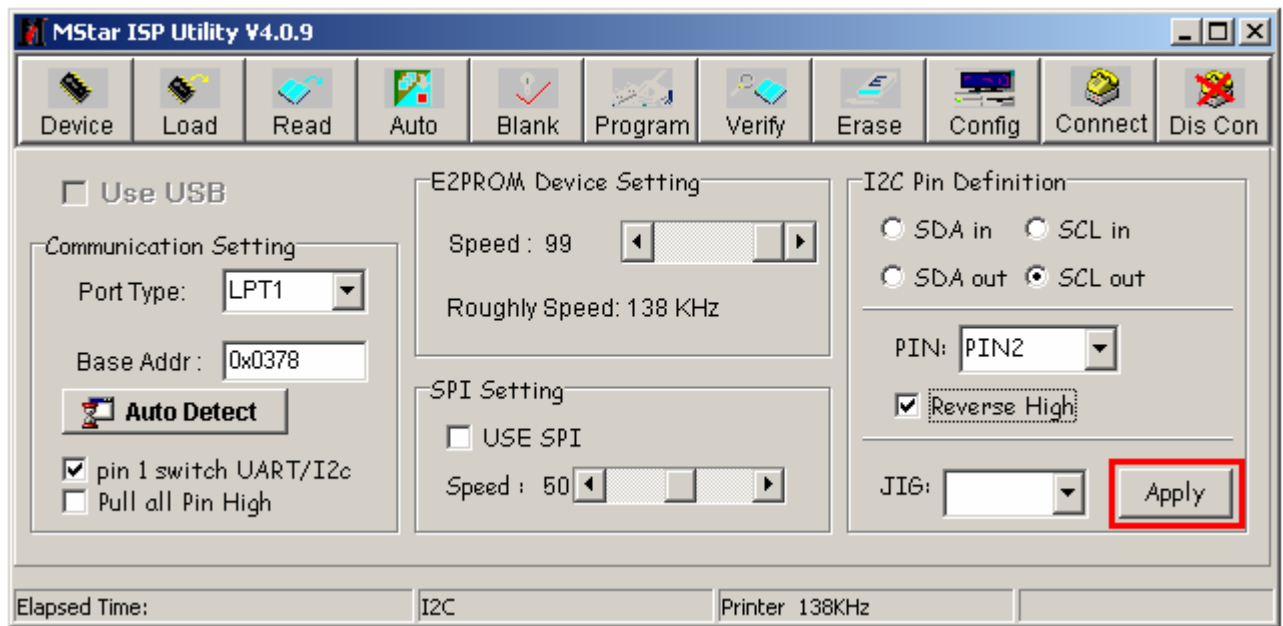 MStar ISP Utility V4.0.9
Device Load Read Auto Blank Program Verify Erase Config Connect Dis Con
Use USB
Communication Setting
Port Type: LPT1
Base Addr : 0x0378
Auto Detect
pin 1 switch UART/I2c
Pull all Pin High
E2PROM Device Setting
Speed : 99
Roughly Speed: 138 KHz
SPI Setting
USE SPI
Speed : 50
I2C Pin Definition
SDA in SCL in
SDA out SCL out
PIN: PIN2
Reverse High
JIG: Apply
Elapsed Time: I2C Printer 138KHz